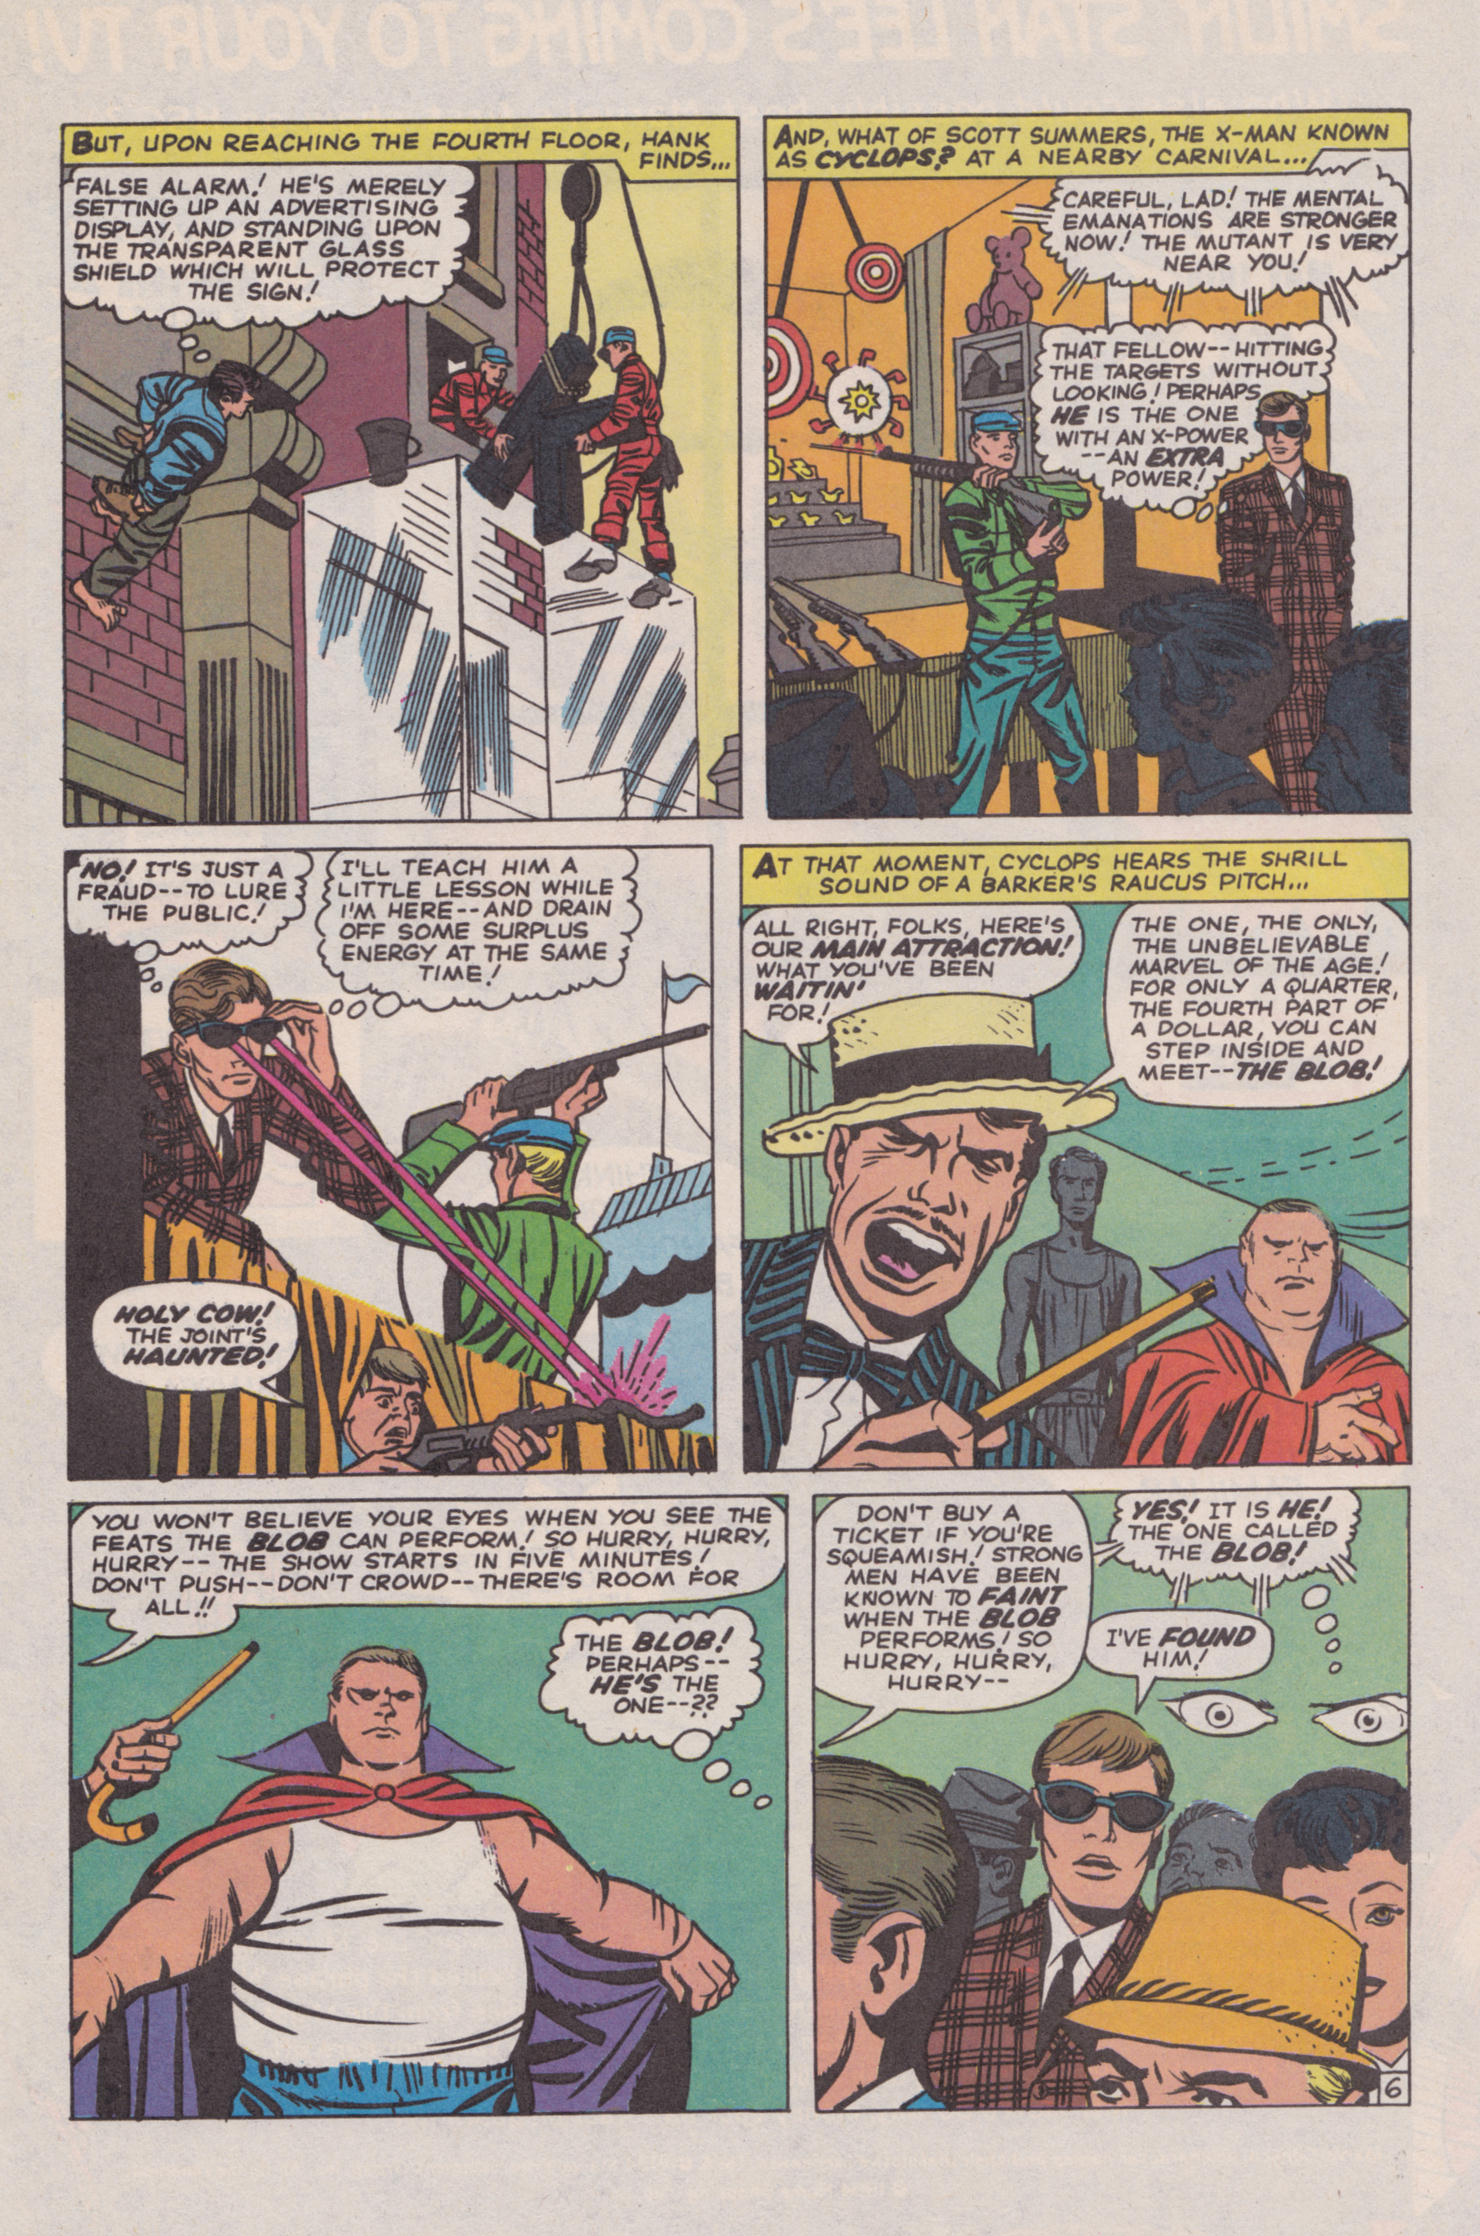 SMILIN' STAN LEE'S COMING TO YOUR TV!
BUT, UPON REACHING THE FOURTH FLOOR, HANK
FINDS...
FALSE ALARM! HE'S MERELY
SETTING UP AN ADVERTISING
DISPLAY, AND STANDING UPON
THE TRANSPARENT GLASS
SHIELD WHICH WILL PROTECT
THE SIGN!
AND, WHAT OF SCOTT SUMMERS, THE X-MAN KNOWN
AS CYCLOPS? AT A NEARBY CARNIVAL...
CAREFUL, LAD! THE MENTAL
EMANATIONS ARE STRONGER
NOW! THE MUTANT IS VERY
NEAR YOU!
THAT FELLOW--HITTING
THE TARGETS WITHOUT
LOOKING! PERHAPS
HE IS THE ONE
WITH AN X-POWER
--AN EXTRA
POWER!
NO! IT'S JUST A
FRAUD--TO LURE
THE PUBLIC!
I'LL TEACH HIM A
LITTLE LESSON WHILE
I'M HERE--AND DRAIN
OFF SOME SURPLUS
ENERGY AT THE SAME
TIME!
HOLY COW!
THE JOINT'S
HAUNTED!
AT THAT MOMENT, CYCLOPS HEARS THE SHRILL
SOUND OF A BARKER'S RAUCUS PITCH...
ALL RIGHT, FOLKS, HERE'S
OUR MAIN ATTRACTION!
WHAT YOU'VE BEEN
WAITIN'
FOR!
THE ONE, THE ONLY,
THE UNBELIEVABLE
MARVEL OF THE AGE!
FOR ONLY A QUARTER,
THE FOURTH PART OF
A DOLLAR, YOU CAN
STEP INSIDE AND
MEET--THE BLOB!
YOU WON'T BELIEVE YOUR EYES WHEN YOU SEE THE
FEATS THE BLOB CAN PERFORM! SO HURRY, HURRY,
HURRY--THE SHOW STARTS IN FIVE MINUTES!
DON'T PUSH--DON'T CROWD--THERE'S ROOM FOR
ALL!!
THE BLOB!
PERHAPS--
HE'S THE
ONE--??
DON'T BUY A
TICKET IF YOU'RE
SQUEAMISH! STRONG
MEN HAVE BEEN
KNOWN TO FAINT
WHEN THE BLOB
PERFORMS! SO
HURRY, HURRY,
HURRY--
YES! IT IS HE!
THE ONE CALLED
THE BLOB!
I'VE FOUND
HIM!
6